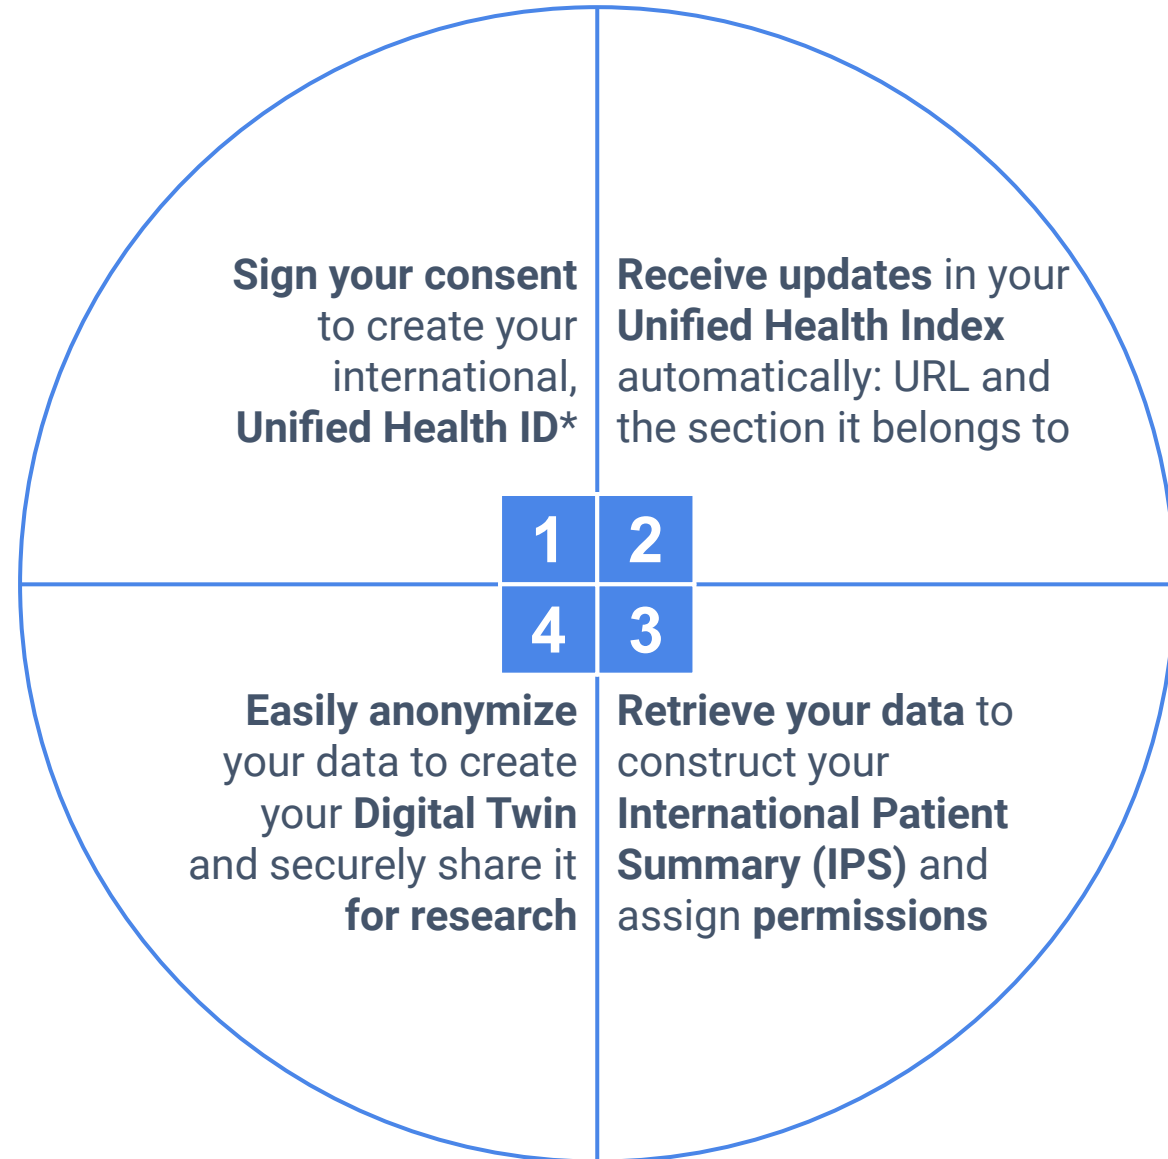 Sign your consent
to create your
international,
Unified Health ID*
Receive updates in your
Unified Health Index
automatically: URL and
the section it belongs to
1 2
4 3
Easily anonymize
your data to create
your Digital Twin
and securely share it
for research
Retrieve your data to
construct your
International Patient
Summary (IPS) and
assign permissions